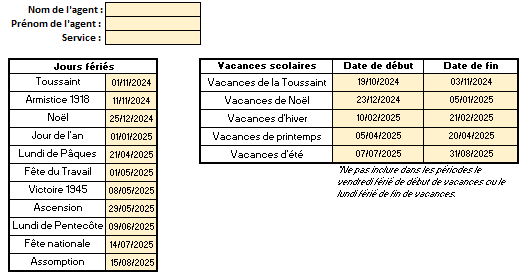 Nom de l'agent :
Prénom de l'agent :
Service :
Jours fériés
Toussaint 01/11/2024
Armistice 1918 11/11/2024
Noël 25/12/2024
Jour de l'an 01/01/2025
Lundi de Pâques 21/04/2025
Fête du Travail 01/05/2025
Victoire 1945 08/05/2025
Ascension 29/05/2025
Lundi de Pentecôte 09/06/2025
Fête nationale 14/07/2025
Assomption 15/08/2025
Vacances scolaires Date de début Date de fin
Vacances de la Toussaint 19/10/2024 03/11/2024
Vacances de Noël 23/12/2024 05/01/2025
Vacances d'hiver 10/02/2025 21/02/2025
Vacances de printemps 05/04/2025 20/04/2025
Vacances d'été 07/07/2025 31/08/2025
*Ne pas inclure dans les périodes le
vendredi férié de début de vacances ou le
lundi férié de fin de vacances.